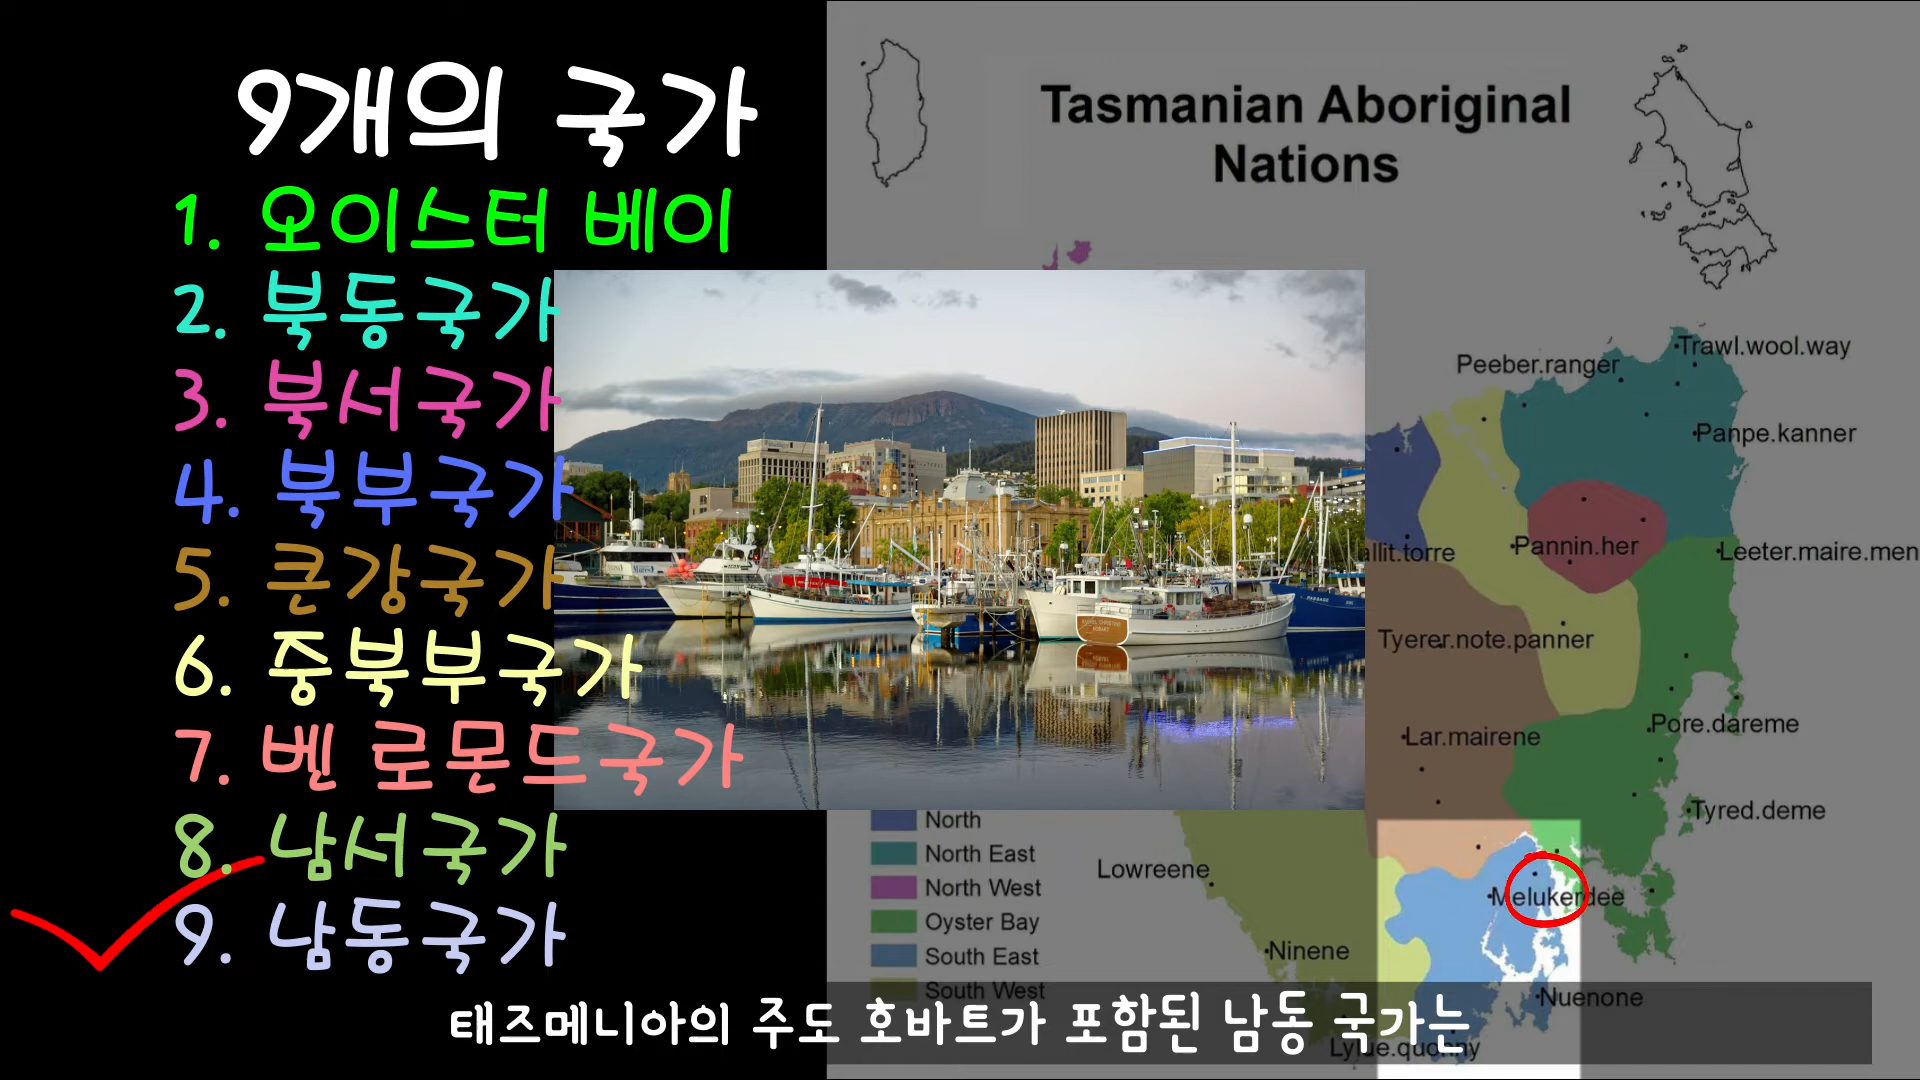 9개의 국가
1. 오이스터 베이
2. 북동국가
3. 북서국가
4. 북부국가
5. 큰강국가
6. 중북부국가
7. 벤 로몬드국가
8. 남서국가
9. 남동국가
Tasmanian Aboriginal
Nations
Trawl.wool.way
Peeber.ranger
Panpe.kanner
Pannin.her
Leeter.maire.men
allit.torre
Tyerer.note.panner
Lar.mairene
Pore.dareme
Tyred.deme
North
North East
North West
Oyster Bay
South East
South West
Lowreene
Melukerdee
Ninene
Nuenone
태즈메니아의 주도 호바트가 포함된 남동 국가는